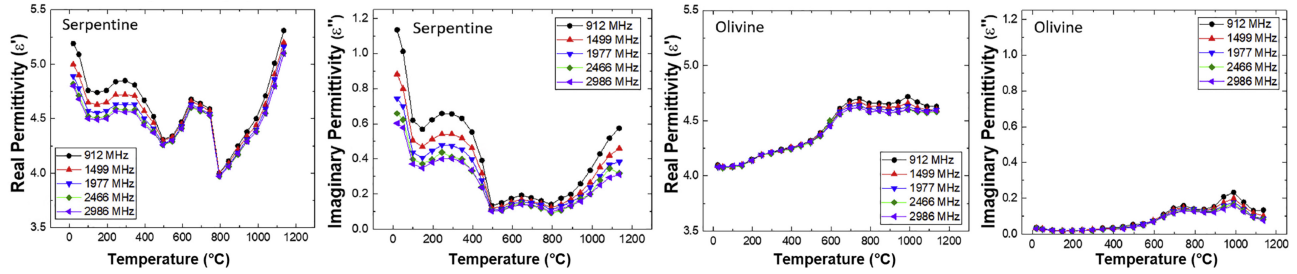 Serpentine
Real Permittivity (ε')
5.5
5.0
4.5
4.0
3.5
912 MHz
1499 MHz
1977 MHz
2466 MHz
2986 MHz
0 200 400 600 800 1000 1200
Temperature (°C)
Serpentine
Imaginary Permittivity (ε'')
1.2
1.0
0.8
0.6
0.4
0.2
0.0
912 MHz
1499 MHz
1977 MHz
2466 MHz
2986 MHz
0 200 400 600 800 1000 1200
Temperature (°C)
Olivine
Real Permittivity (ε')
5.5
5.0
4.5
4.0
3.5
912 MHz
1499 MHz
1977 MHz
2466 MHz
2986 MHz
0 200 400 600 800 1000 1200
Temperature (°C)
Olivine
Imaginary Permittivity (ε'')
1.2
1.0
0.8
0.6
0.4
0.2
0.0
912 MHz
1499 MHz
1977 MHz
2466 MHz
2986 MHz
0 200 400 600 800 1000 1200
Temperature (°C)